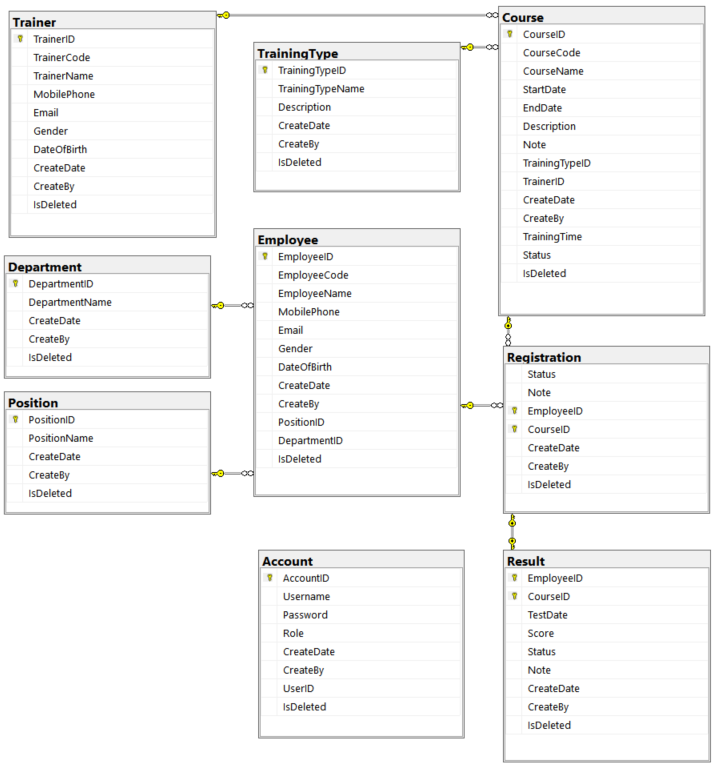 Trainer
TrainerID
TrainerCode
TrainerName
MobilePhone
Email
Gender
DateOfBirth
CreateDate
CreateBy
IsDeleted
TrainingType
TrainingTypeID
TrainingTypeName
Description
CreateDate
CreateBy
IsDeleted
Course
CourseID
CourseCode
CourseName
StartDate
EndDate
Description
Note
TrainingTypeID
TrainerID
CreateDate
CreateBy
TrainingTime
Status
IsDeleted
Department
DepartmentID
DepartmentName
CreateDate
CreateBy
IsDeleted
Employee
EmployeeID
EmployeeCode
EmployeeName
MobilePhone
Email
Gender
DateOfBirth
CreateDate
CreateBy
PositionID
DepartmentID
IsDeleted
Position
PositionID
PositionName
CreateDate
CreateBy
IsDeleted
Registration
Status
Note
EmployeeID
CourseID
CreateDate
CreateBy
IsDeleted
Account
AccountID
Username
Password
Role
CreateDate
CreateBy
UserID
IsDeleted
Result
EmployeeID
CourseID
TestDate
Score
Status
Note
CreateDate
CreateBy
IsDeleted